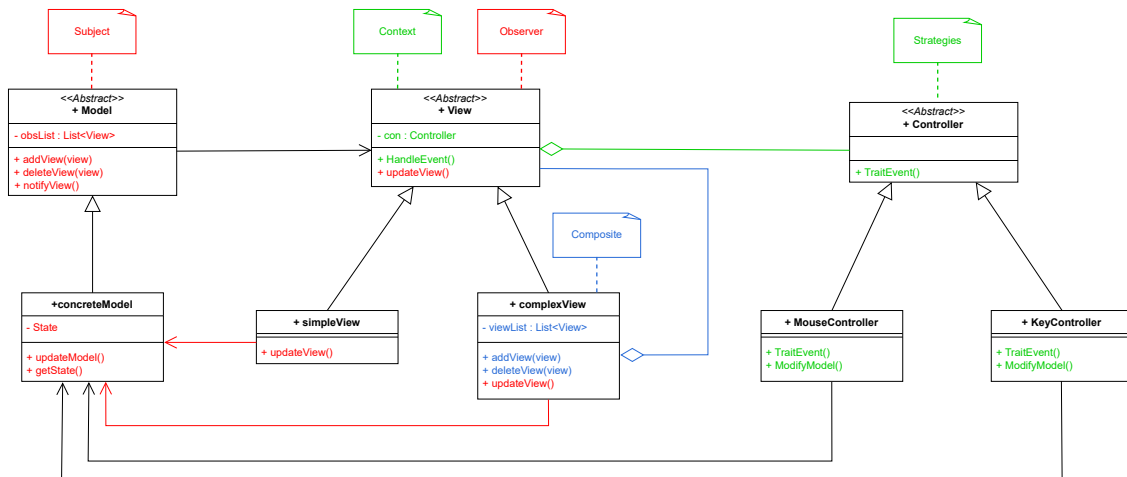 Subject
Context
Observer
Strategies
<<Abstract>>
+ Model
- obsList : List<View>
+ addView(view)
+ deleteView(view)
+ notifyView()
<<Abstract>>
+ View
- con : Controller
+ HandleEvent()
+ updateView()
<<Abstract>>
+ Controller
+ TraitEvent()
Composite
+concreteModel
- State
+ updateModel()
+ getState()
+ simpleView
+ updateView()
+ complexView
- viewList : List<View>
+ addView(view)
+ deleteView(view)
+ updateView()
+ MouseController
+ TraitEvent()
+ ModifyModel()
+ KeyController
+ TraitEvent()
+ ModifyModel()